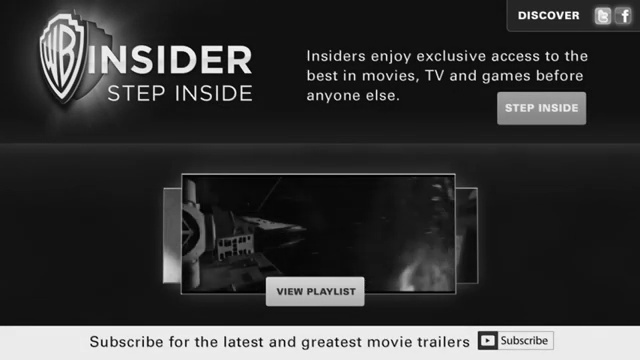 DISCOVER
WB INSIDER
STEP INSIDE
Insiders enjoy exclusive access to the
best in movies, TV and games before
anyone else.
STEP INSIDE
VIEW PLAYLIST
Subscribe for the latest and greatest movie trailers
Subscribe